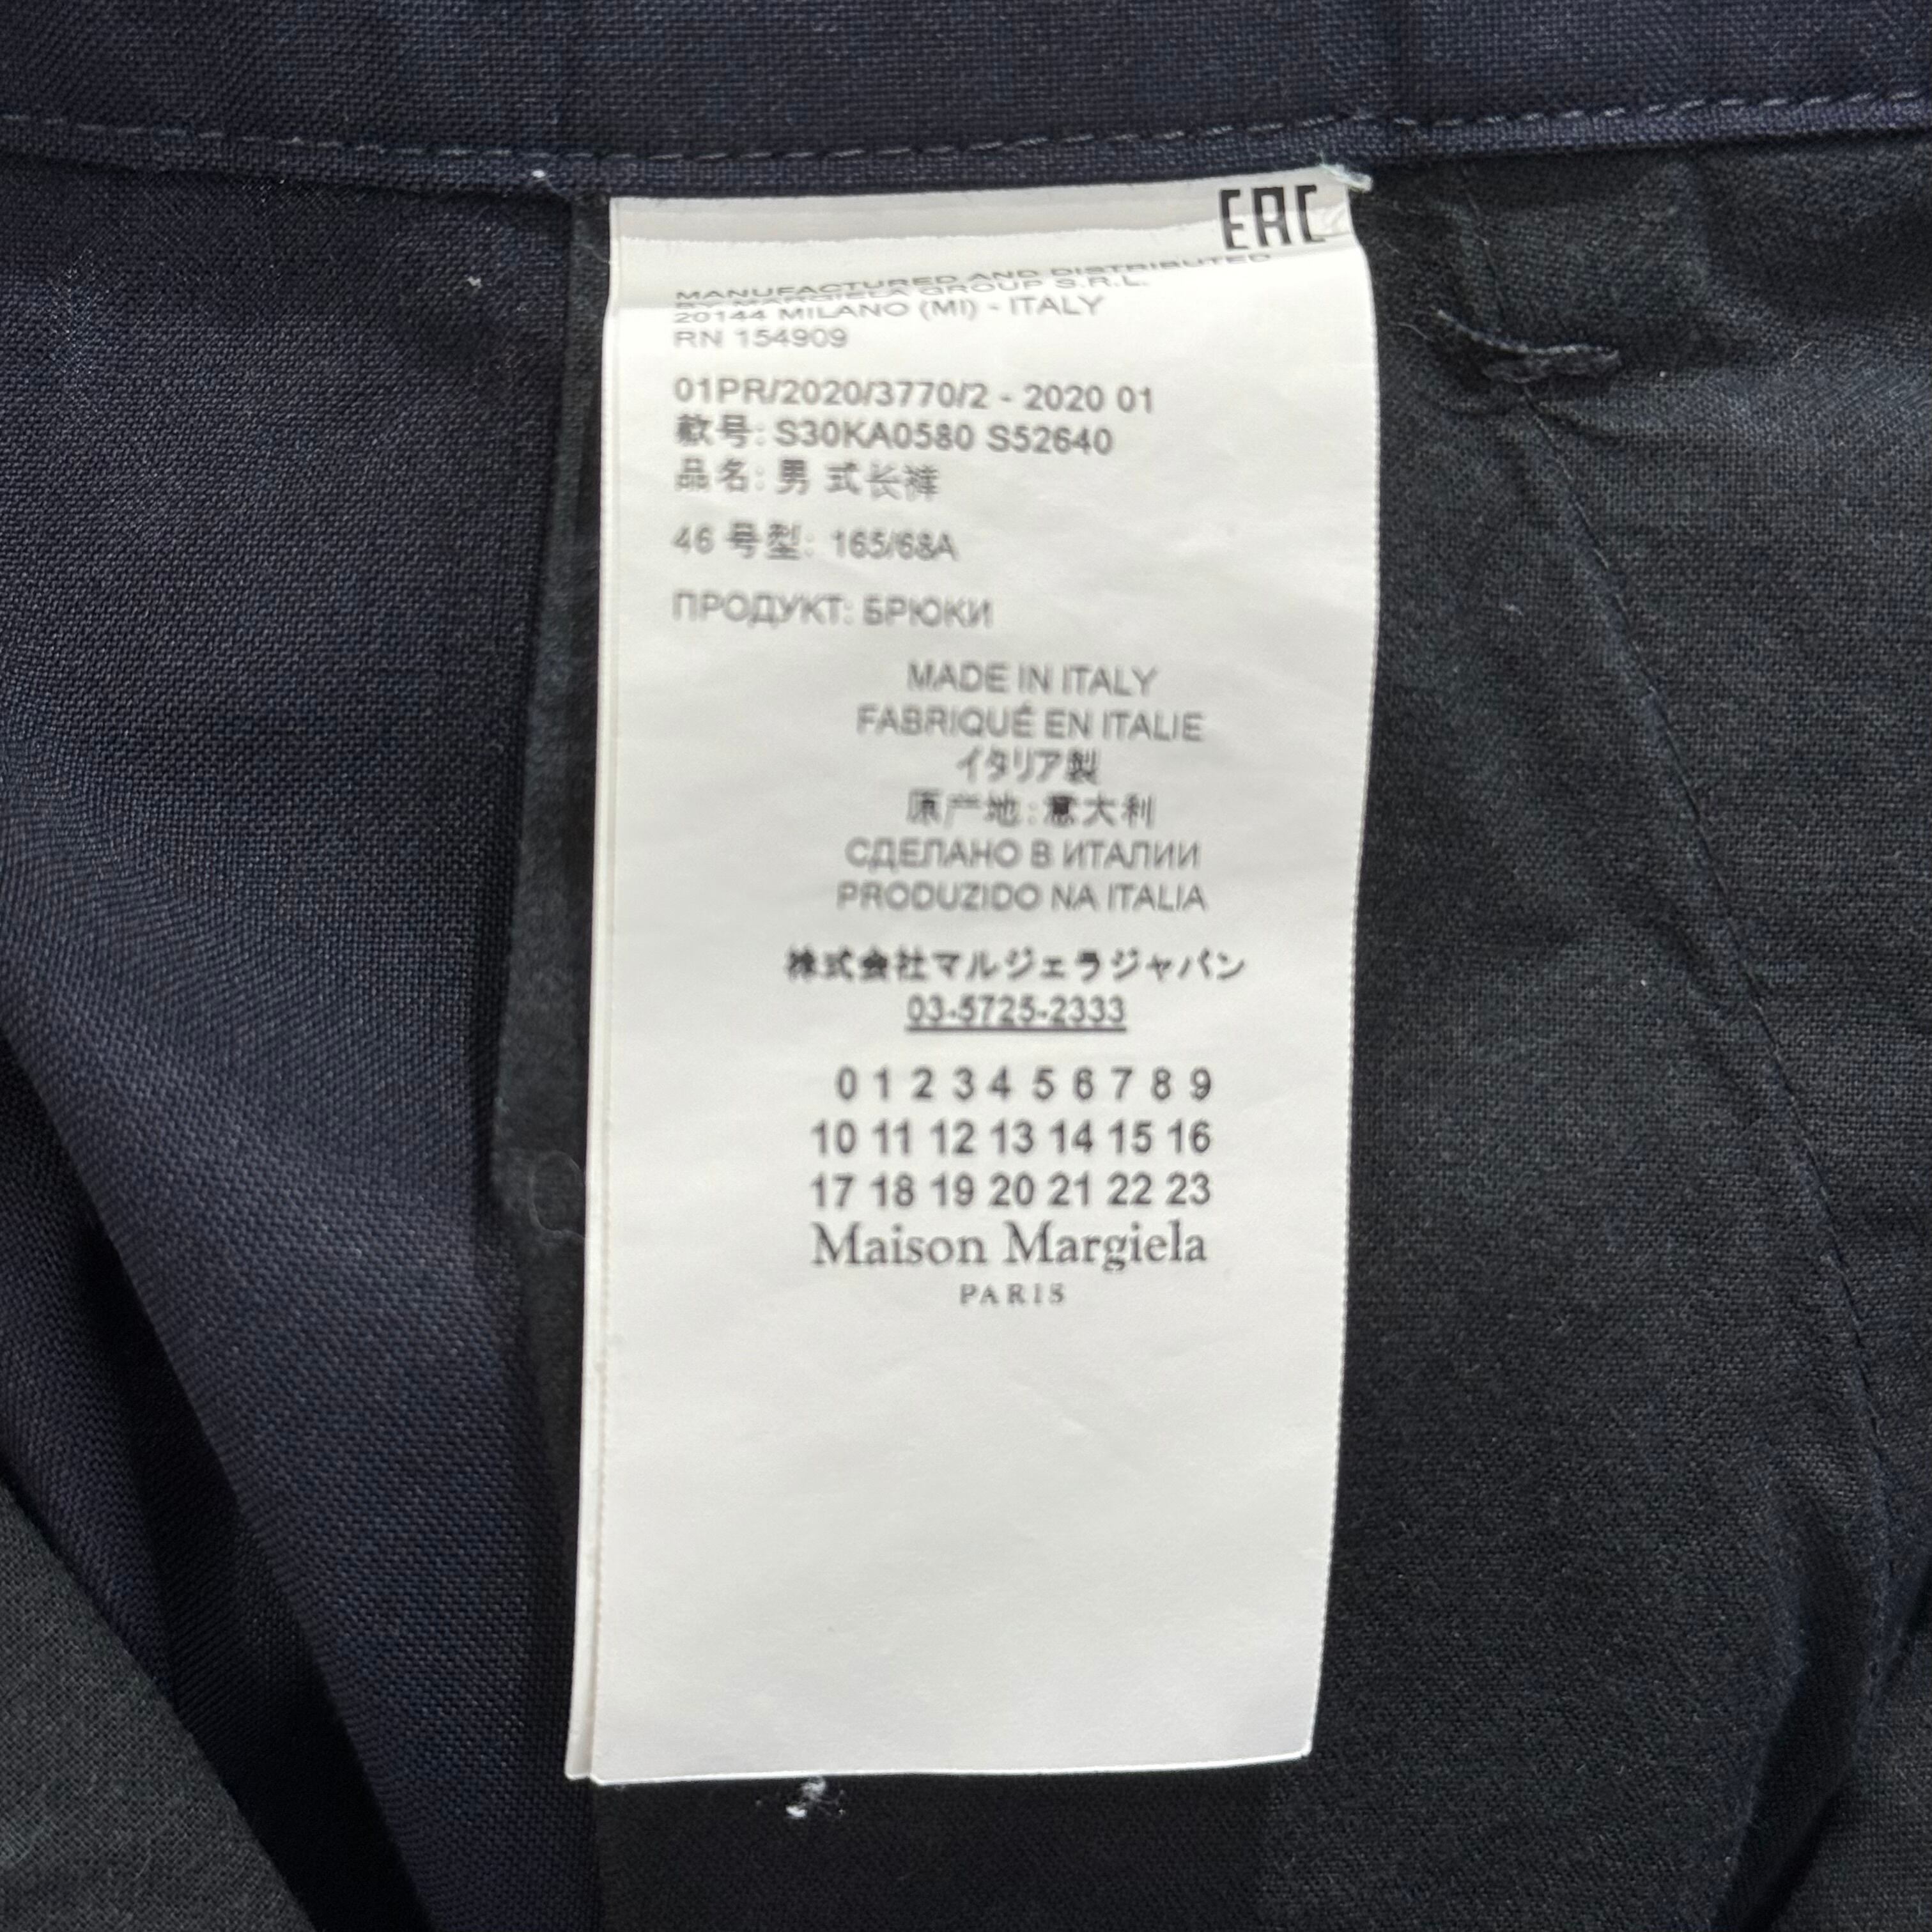 EAC
MANUFACTURED AND DISTRIBUTED
BY MARGIELA GROUP S.R.L.
20144 MILANO (MI) - ITALY
RN 154909
01PR/2020/3770/2 - 2020 01
款号: S30KA0580 S52640
品名: 男 式长裤
46 号型: 165/68A
ПРОДУКТ: БРЮКИ
MADE IN ITALY
FABRIQUÉ EN ITALIE
イタリア製
原产地: 意大利
СДЕЛАНО В ИТАЛИИ
PRODUZIDO NA ITALIA
株式会社マルジェラジャパン
03-5725-2333
0 1 2 3 4 5 6 7 8 9
10 11 12 13 14 15 16
17 18 19 20 21 22 23
Maison Margiela
PARIS